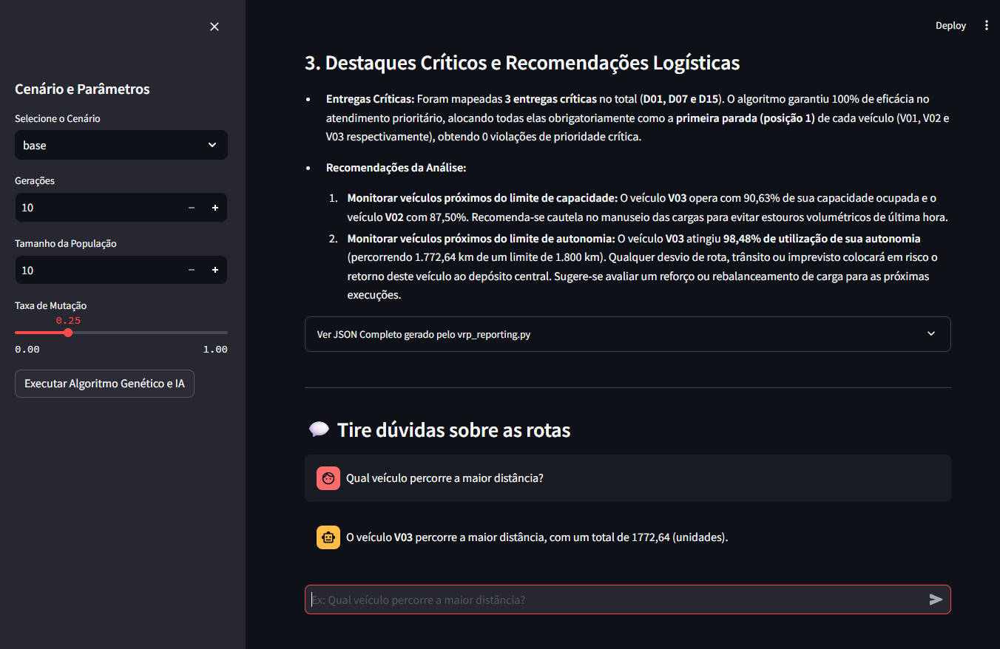 Cenário e Parâmetros
Selecione o Cenário
base
Gerações
10
Tamanho da População
10
Taxa de Mutação
0.25
0.00 1.00
Executar Algoritmo Genético e IA
Deploy
3. Destaques Críticos e Recomendações Logísticas
Entregas Críticas: Foram mapeadas 3 entregas críticas no total (D01, D07 e D15). O algoritmo garantiu 100% de eficácia no
atendimento prioritário, alocando todas elas obrigatoriamente como a primeira parada (posição 1) de cada veículo (V01, V02 e
V03 respectivamente), obtendo 0 violações de prioridade crítica.
Recomendações da Análise:
1. Monitorar veículos próximos do limite de capacidade: O veículo V03 opera com 90,63% de sua capacidade ocupada e o
veículo V02 com 87,50%. Recomenda-se cautela no manuseio das cargas para evitar estouros volumétricos de última hora.
2. Monitorar veículos próximos do limite de autonomia: O veículo V03 atingiu 98,48% de utilização de sua autonomia
(percorrendo 1.772,64 km de um limite de 1.800 km). Qualquer desvio de rota, trânsito ou imprevisto colocará em risco o
retorno deste veículo ao depósito central. Sugere-se avaliar um reforço ou rebalanceamento de carga para as próximas
execuções.
Ver JSON Completo gerado pelo vrp_reporting.py
Tire dúvidas sobre as rotas
Qual veículo percorre a maior distância?
O veículo V03 percorre a maior distância, com um total de 1772,64 (unidades).
Ex: Qual veículo percorre a maior distância?